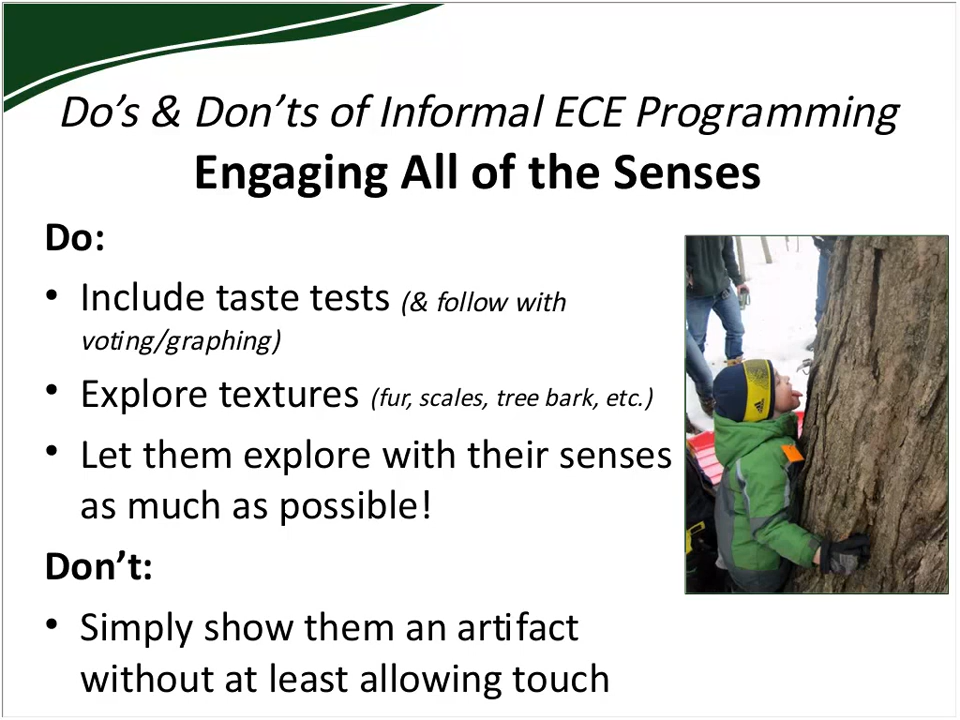 Do’s & Don’ts of Informal ECE Programming
Engaging All of the Senses
Do:
• Include taste tests (& follow with
voting/graphing)
• Explore textures (fur, scales, tree bark, etc.)
• Let them explore with their senses
as much as possible!
Don’t:
• Simply show them an artifact
without at least allowing touch